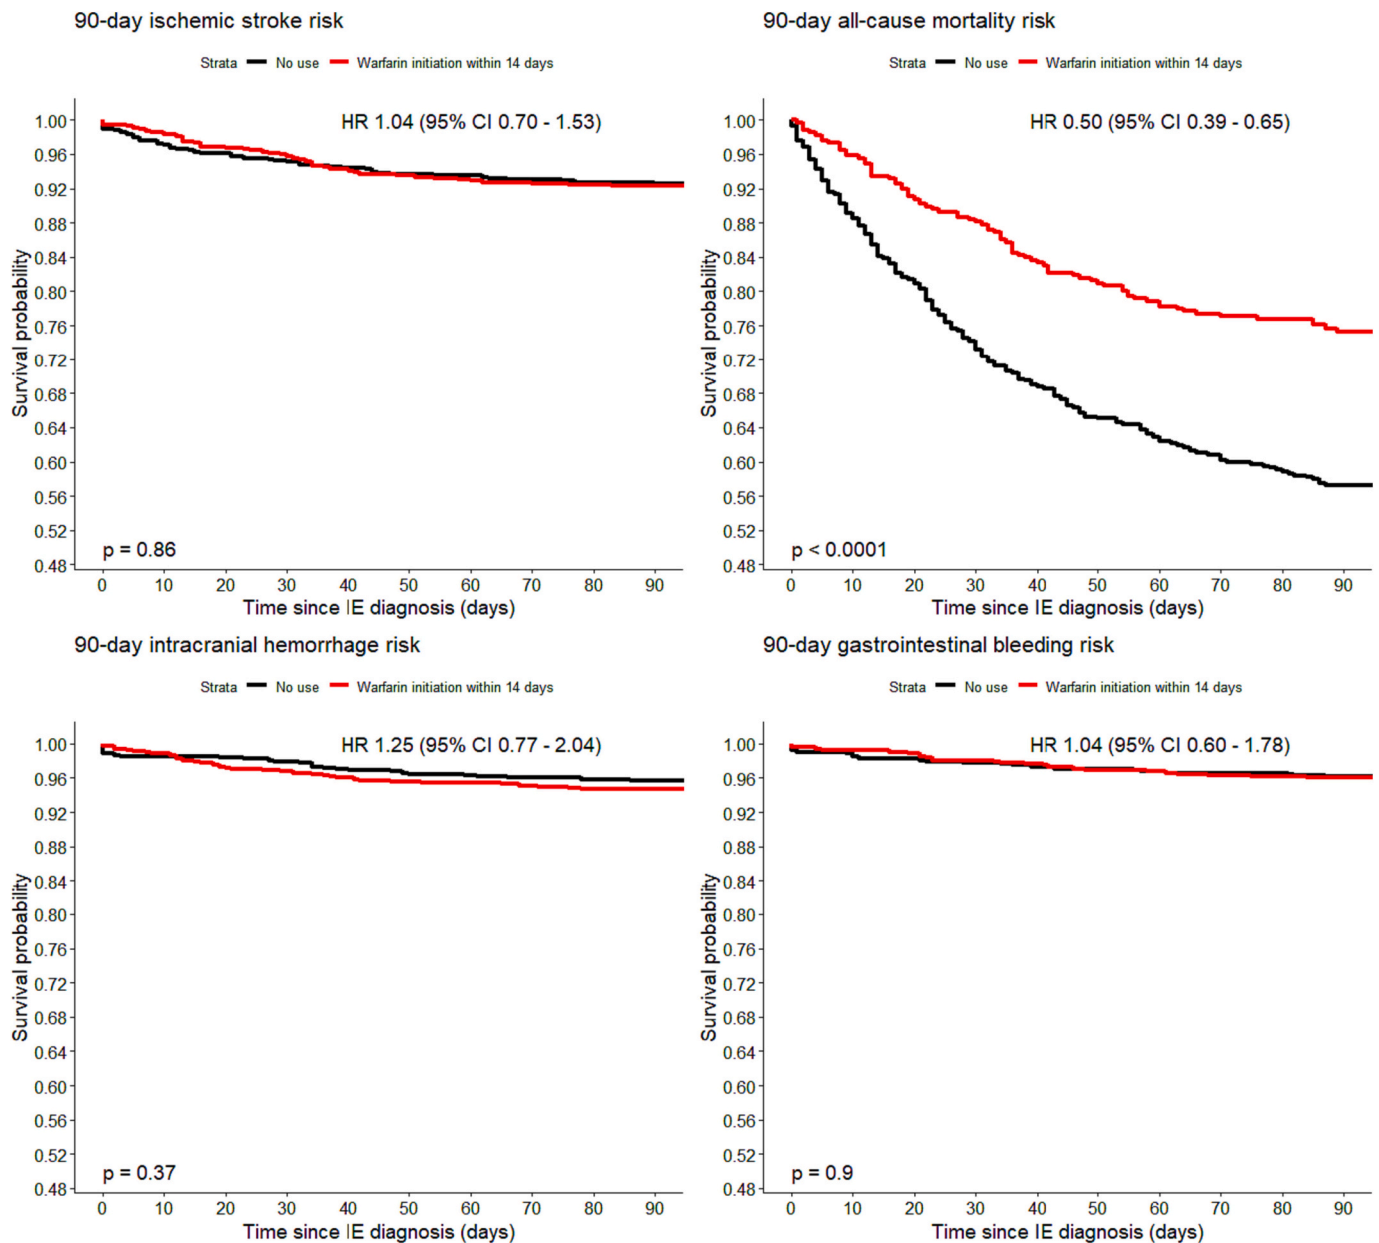 90-day ischemic stroke risk
Strata No use Warfarin initiation within 14 days
HR 1.04 (95% CI 0.70 - 1.53)
Survival probability
1.00
0.96
0.92
0.88
0.84
0.80
0.76
0.72
0.68
0.64
0.60
0.56
0.52
0.48
p = 0.86
0 10 20 30 40 50 60 70 80 90
Time since IE diagnosis (days)
90-day all-cause mortality risk
Strata No use Warfarin initiation within 14 days
HR 0.50 (95% CI 0.39 - 0.65)
Survival probability
1.00
0.96
0.92
0.88
0.84
0.80
0.76
0.72
0.68
0.64
0.60
0.56
0.52
0.48
p < 0.0001
0 10 20 30 40 50 60 70 80 90
Time since IE diagnosis (days)
90-day intracranial hemorrhage risk
Strata No use Warfarin initiation within 14 days
HR 1.25 (95% CI 0.77 - 2.04)
Survival probability
1.00
0.96
0.92
0.88
0.84
0.80
0.76
0.72
0.68
0.64
0.60
0.56
0.52
0.48
p = 0.37
0 10 20 30 40 50 60 70 80 90
Time since IE diagnosis (days)
90-day gastrointestinal bleeding risk
Strata No use Warfarin initiation within 14 days
HR 1.04 (95% CI 0.60 - 1.78)
Survival probability
1.00
0.96
0.92
0.88
0.84
0.80
0.76
0.72
0.68
0.64
0.60
0.56
0.52
0.48
p = 0.9
0 10 20 30 40 50 60 70 80 90
Time since IE diagnosis (days)